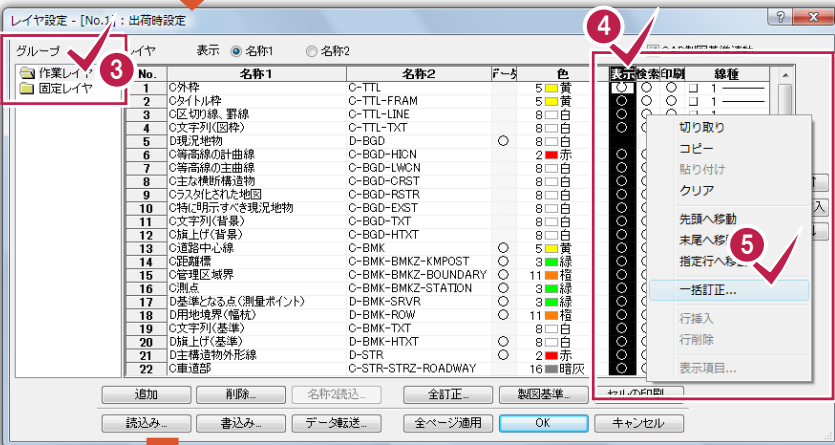 レイヤ設定 - [No.1] : 出荷時設定
グループ
イヤ 表示 名称1 名称2
作業レイヤ
固定レイヤ
3
4
5
No. 名称1 名称2 データ 色 表示 検索 印刷 線種
1 C外枠 C-TTL 5 黄 ○ ○ ○ 1
2 Cタイトル枠 C-TTL-FRAM 5 黄 ○ ○ ○ 1
3 C区切り線、罫線 C-TTL-LINE 8 白 ○ ○ ○ 1
4 C文字列(図枠) C-TTL-TXT 8 白 ○
5 D現況地物 D-BGD ○ 8 白
6 C等高線の計曲線 C-BGD-HICN 2 赤 ○
7 C等高線の主曲線 C-BGD-LWCN 8 白 ○
8 C主な横断構造物 C-BGD-CRST 8 白 ○
9 Cラスタ化された地図 C-BGD-RSTR 8 白 ○
10 C特に明示すべき現況地物 C-BGD-EXST 8 白 ○
11 C文字列(背景) C-BGD-TXT 8 白 ○
12 C旗上げ(背景) C-BGD-HTXT 8 白 ○
13 C道路中心線 C-BMK ○ 5 黄 ○
14 C距離標 C-BMK-BMKZ-KMPOST ○ 3 緑 ○
15 C管理区域界 C-BMK-BMKZ-BOUNDARY ○ 11 橙 ○
16 C測点 C-BMK-BMKZ-STATION ○ 3 緑 ○
17 D基準となる点(測量ポイント) D-BMK-SRVR ○ 3 緑 ○
18 D用地境界(幅杭) D-BMK-ROW ○ 11 橙 ○
19 C文字列(基準) C-BMK-TXT 8 白 ○
20 D旗上げ(基準) D-BMK-HTXT ○ 8 白 ○
21 D主構造物外形線 D-STR ○ 2 赤 ○
22 C車道部 C-STR-STRZ-ROADWAY 16 暗灰 ○
切り取り
コピー
貼り付け
クリア
先頭へ移動
末尾へ移
指定行へ移
一括訂正...
行挿入
行削除
表示項目...
入
追加 削除... 名称2読込... 全訂正... 製図基準... セルの印刷
読込み... 書込み... データ転送... 全ページ適用 OK キャンセル